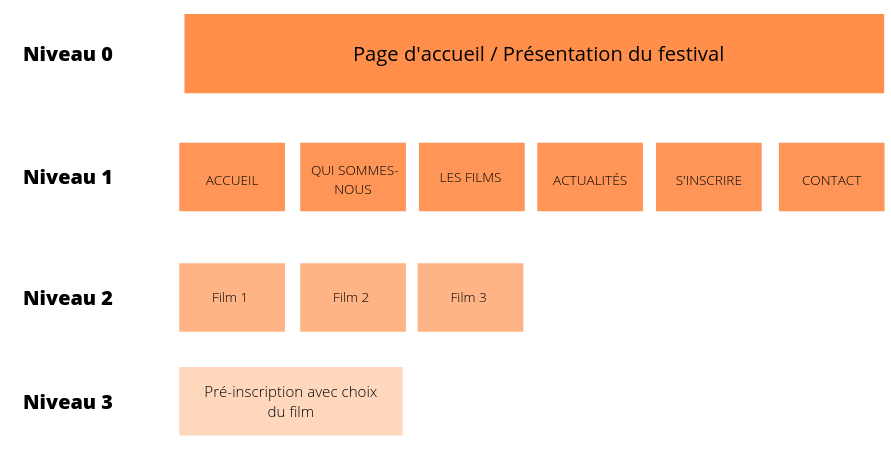 Niveau 0
Page d'accueil / Présentation du festival
Niveau 1
ACCUEIL
QUI SOMMES-
NOUS
LES FILMS
ACTUALITÉS
S'INSCRIRE
CONTACT
Niveau 2
Film 1
Film 2
Film 3
Niveau 3
Pré-inscription avec choix
du film